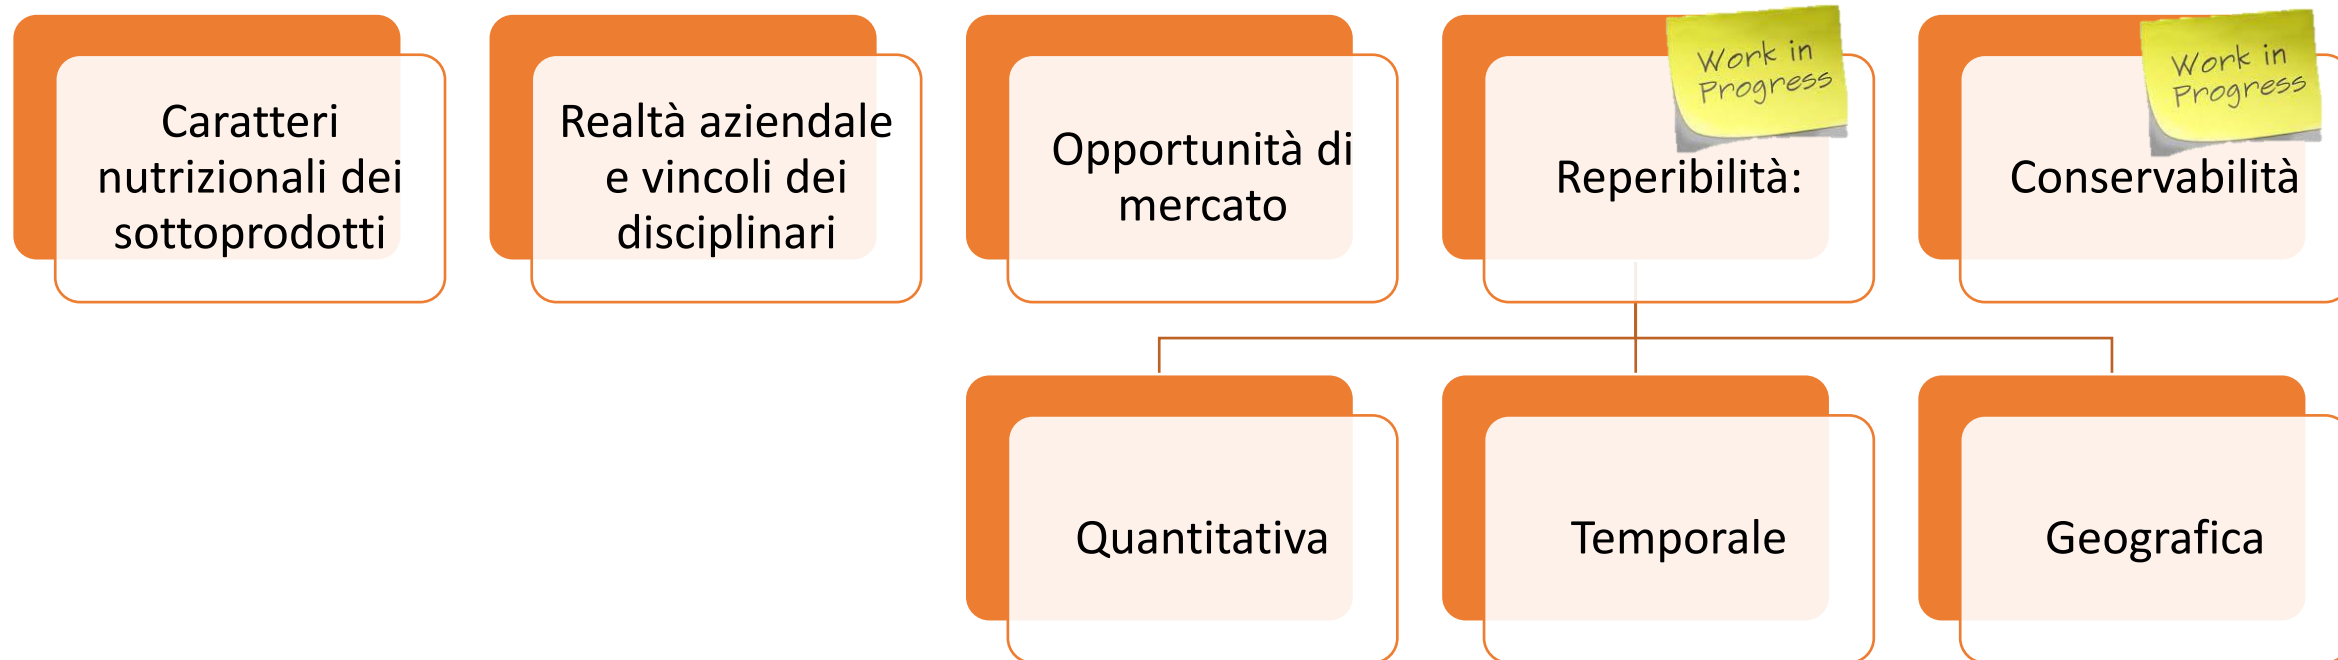 Caratteri
nutrizionali dei
sottoprodotti
Realtà aziendale
e vincoli dei
disciplinari
Opportunità di
mercato
Work in
Progress
Reperibilità:
Work in
Progress
Conservabilità
Quantitativa
Temporale
Geografica